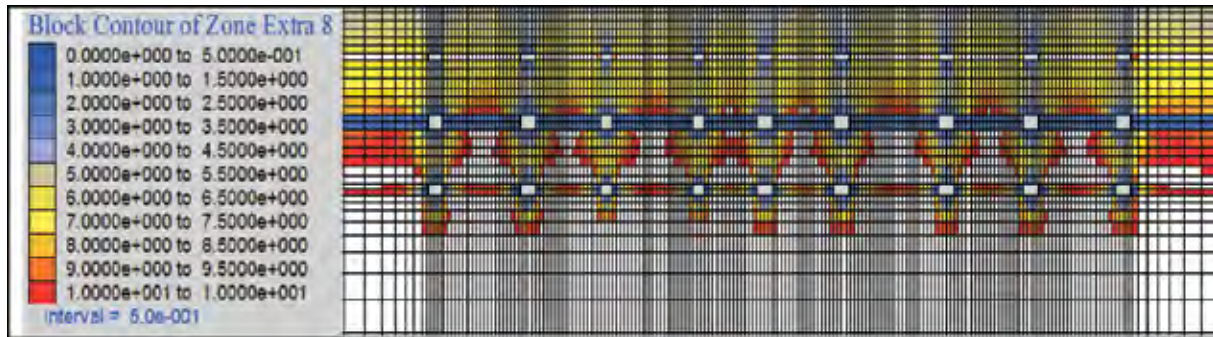 Block Contour of Zone Extra 8
0.0000e+000 to 5.0000e-001
1.0000e+000 to 1.5000e+000
2.0000e+000 to 2.5000e+000
3.0000e+000 to 3.5000e+000
4.0000e+000 to 4.5000e+000
5.0000e+000 to 5.5000e+000
6.0000e+000 to 6.5000e+000
7.0000e+000 to 7.5000e+000
8.0000e+000 to 8.5000e+000
9.0000e+000 to 9.5000e+000
1.0000e+001 to 1.0000e+001
Interval = 5.0e-001